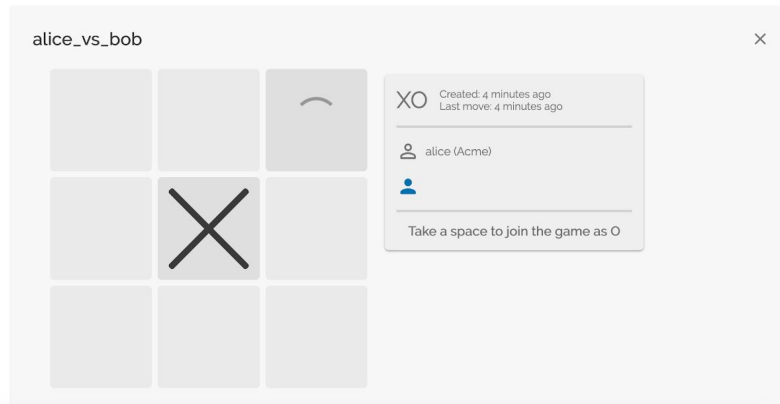 alice_vs_bob
XO
Created: 4 minutes ago
Last move: 4 minutes ago
alice (Acme)
Take a space to join the game as O